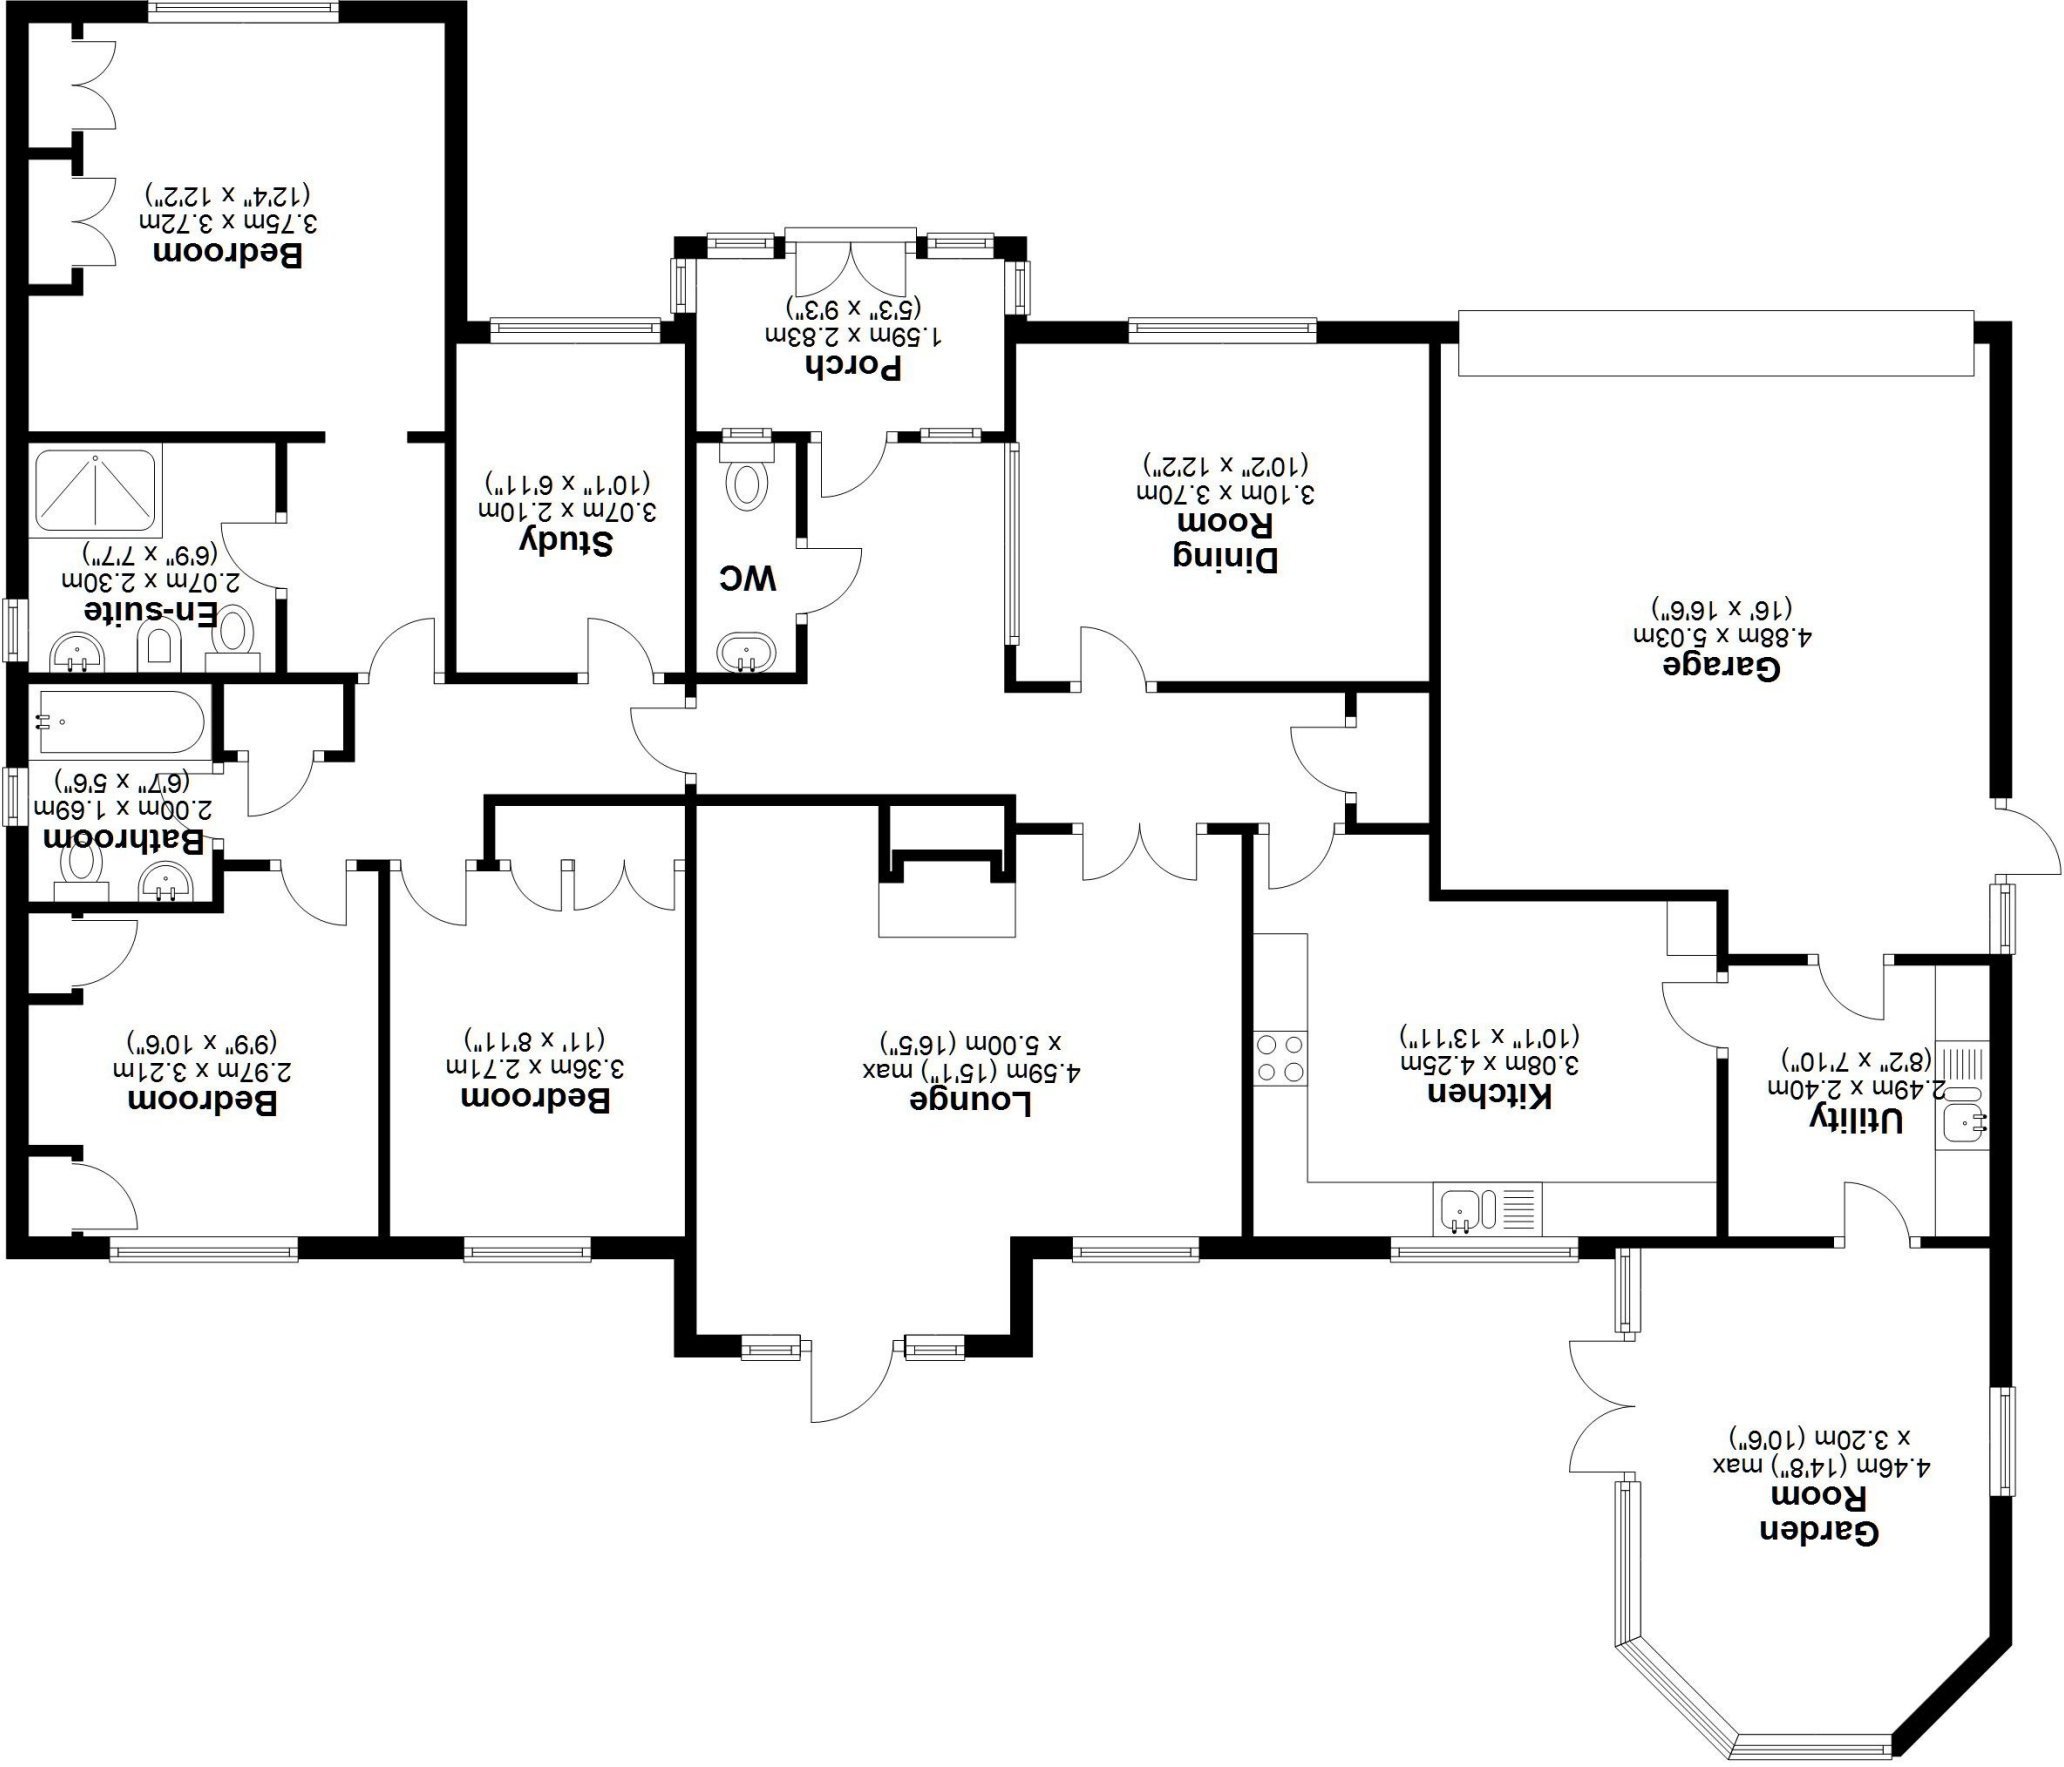 Garden
Room
4.46m (14'8") max
x 3.20m (10'6")
Utility
2.49m x 2.40m
(8'2" x 7'10")
Kitchen
3.08m x 4.25m
(10'1" x 13'11")
Lounge
4.59m (15'1") max
x 5.00m (16'5")
Bedroom
3.36m x 2.71m
(11' x 8'11")
Bedroom
2.97m x 3.21m
(9'9" x 10'6")
Bathroom
2.00m x 1.69m
(6'7" x 5'6")
Garage
4.88m x 5.03m
(16' x 16'6")
Dining
Room
3.10m x 3.70m
(10'2" x 12'2")
WC
Study
3.07m x 2.10m
(10'1" x 6'11")
En-suite
2.07m x 2.30m
(6'9" x 7'7")
Porch
1.59m x 2.83m
(5'3" x 9'3")
Bedroom
3.75m x 3.72m
(12'4" x 12'2")